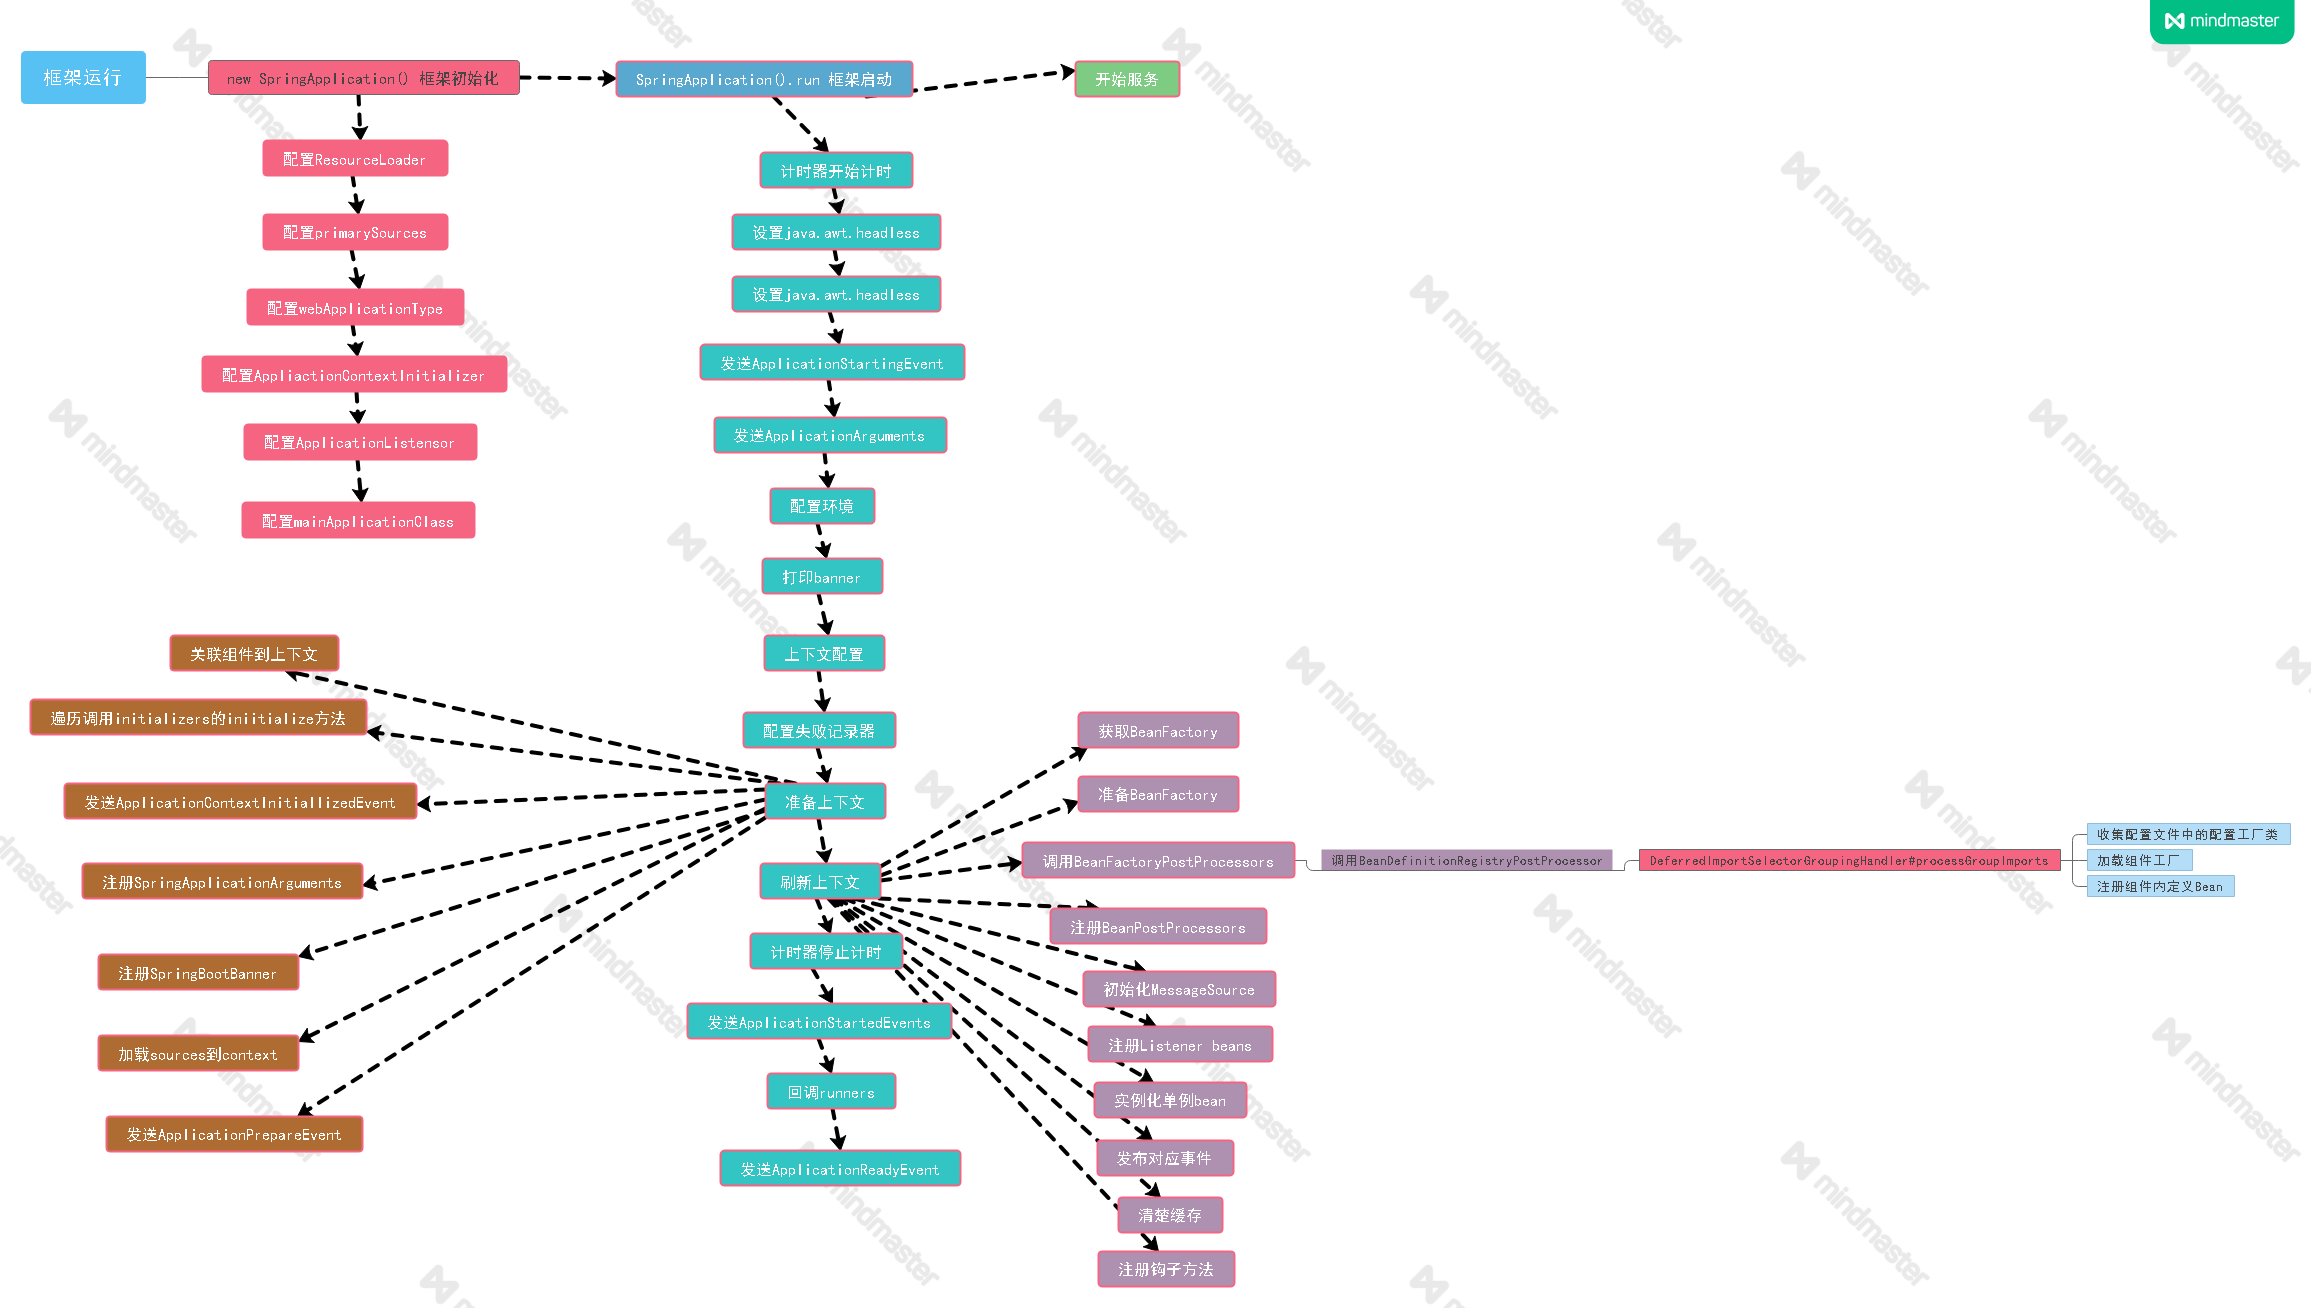 mindmaster
框架运行
new SpringApplication() 框架初始化
SpringApplication().run 框架启动
开始服务
配置ResourceLoader
配置primarySources
配置webApplicationType
配置AppliactionContextInitializer
配置ApplicationListensor
配置mainApplicationClass
计时器开始计时
设置java.awt.headless
设置java.awt.headless
发送ApplicationStartingEvent
发送ApplicationArguments
配置环境
打印banner
上下文配置
配置失败记录器
准备上下文
刷新上下文
计时器停止计时
发送ApplicationStartedEvents
回调runners
发送ApplicationReadyEvent
关联组件到上下文
遍历调用initializers的iniitialize方法
发送ApplicationContextInitiallizedEvent
注册SpringApplicationArguments
注册SpringBootBanner
加载sources到context
发送ApplicationPrepareEvent
获取BeanFactory
准备BeanFactory
调用BeanFactoryPostProcessors
调用BeanDefinitionRegistryPostProcessor
DeferredImportSelectorGroupingHandler#processGroupImports
收集配置文件中的配置工厂类
加载组件工厂
注册组件内定义Bean
注册BeanPostProcessors
初始化MessageSource
注册Listener beans
实例化单例bean
发布对应事件
清楚缓存
注册钩子方法